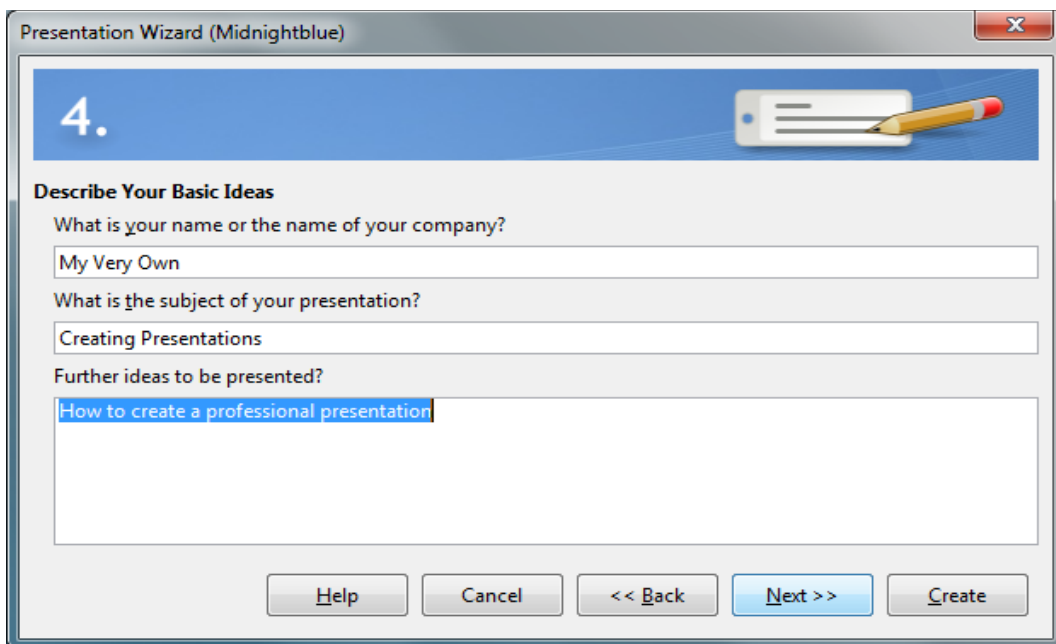 Presentation Wizard (Midnightblue)
4.
Describe Your Basic Ideas
What is your name or the name of your company?
My Very Own
What is the subject of your presentation?
Creating Presentations
Further ideas to be presented?
How to create a professional presentation
Help Cancel << Back Next >> Create